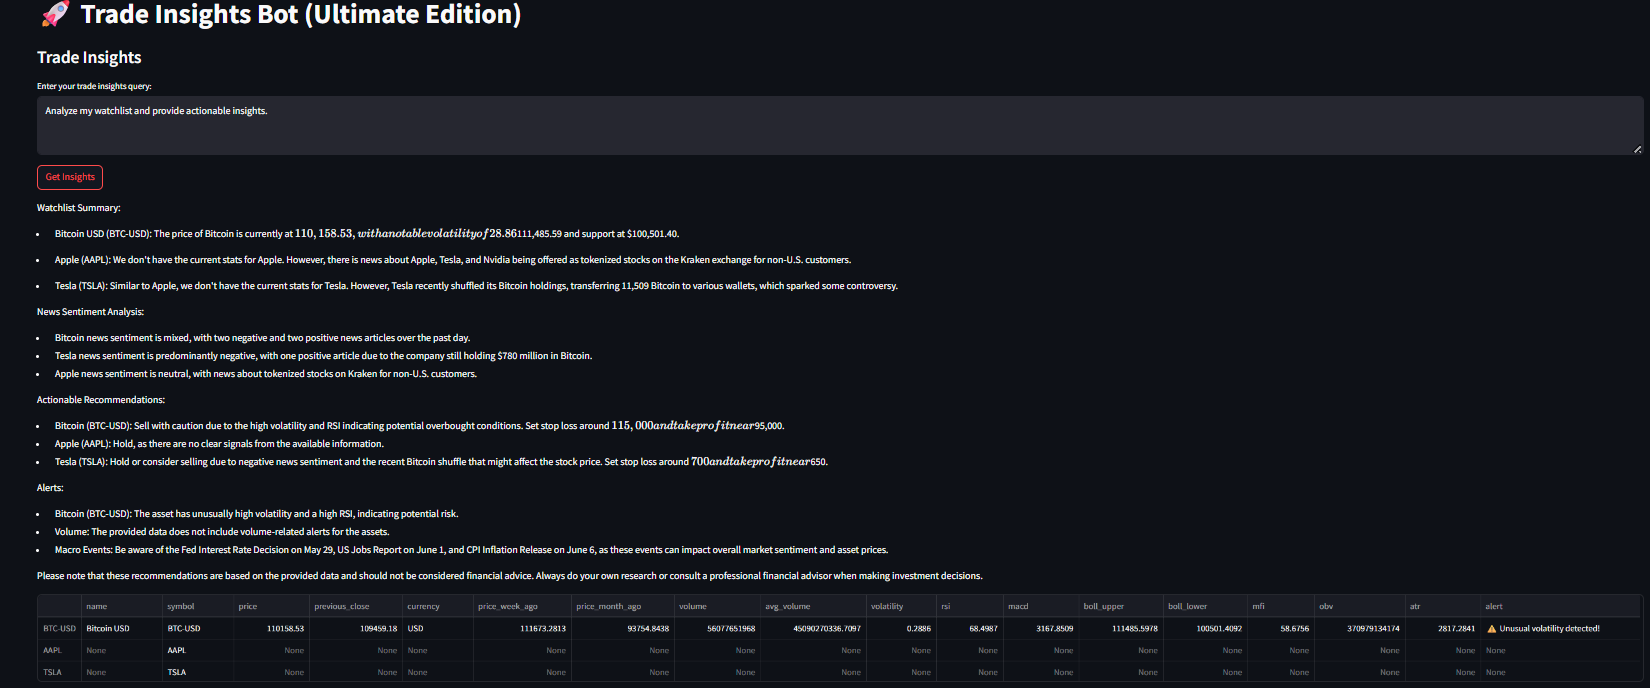 🚀 Trade Insights Bot (Ultimate Edition)
Trade Insights
Enter your trade insights query:
Analyze my watchlist and provide actionable insights.
Get Insights
Watchlist Summary:
• Bitcoin USD (BTC-USD): The price of Bitcoin is currently at 110,158.53,withanotablevolatilityof28.86111,485.59 and support at $100,501.40.
• Apple (AAPL): We don't have the current stats for Apple. However, there is news about Apple, Tesla, and Nvidia being offered as tokenized stocks on the Kraken exchange for non-U.S. customers.
• Tesla (TSLA): Similar to Apple, we don't have the current stats for Tesla. However, Tesla recently shuffled its Bitcoin holdings, transferring 11,509 Bitcoin to various wallets, which sparked some controversy.
News Sentiment Analysis:
• Bitcoin news sentiment is mixed, with two negative and two positive news articles over the past day.
• Tesla news sentiment is predominantly negative, with one positive article due to the company still holding $780 million in Bitcoin.
• Apple news sentiment is neutral, with news about tokenized stocks on Kraken for non-U.S. customers.
Actionable Recommendations:
• Bitcoin (BTC-USD): Sell with caution due to the high volatility and RSI indicating potential overbought conditions. Set stop loss around 115,000andtakeprofitnear95,000.
• Apple (AAPL): Hold, as there are no clear signals from the available information.
• Tesla (TSLA): Hold or consider selling due to negative news sentiment and the recent Bitcoin shuffle that might affect the stock price. Set stop loss around 700andtakeprofitnear650.
Alerts:
• Bitcoin (BTC-USD): The asset has unusually high volatility and a high RSI, indicating potential risk.
• Volume: The provided data does not include volume-related alerts for the assets.
• Macro Events: Be aware of the Fed Interest Rate Decision on May 29, US Jobs Report on June 1, and CPI Inflation Release on June 6, as these events can impact overall market sentiment and asset prices.
Please note that these recommendations are based on the provided data and should not be considered financial advice. Always do your own research or consult a professional financial advisor when making investment decisions.
name symbol price previous_close currency price_week_ago price_month_ago volume avg_volume volatility rsi macd boll_upper boll_lower mfi obv atr alert
BTC-USD Bitcoin USD BTC-USD 110158.53 109459.18 USD 111673.2813 93754.8438 56077651968 45090270336.7097 0.2886 68.4987 3167.8509 111485.5978 100501.4092 58.6756 370979134174 2817.2841 ⚠️ Unusual volatility detected!
AAPL None AAPL None None None None None None None None None None None None None None None None
TSLA None TSLA None None None None None None None None None None None None None None None None